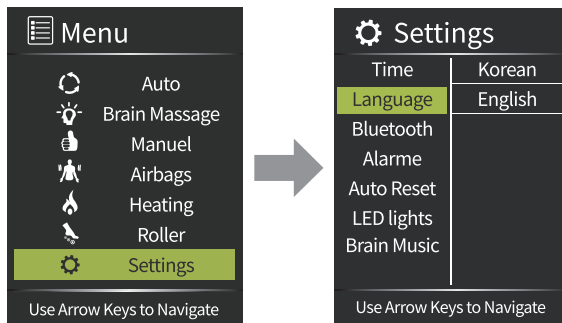 Menu
Auto
Brain Massage
Manuel
Airbags
Heating
Roller
Settings
Use Arrow Keys to Navigate
Settings
Time
Korean
Language
English
Bluetooth
Alarme
Auto Reset
LED lights
Brain Music
Use Arrow Keys to Navigate